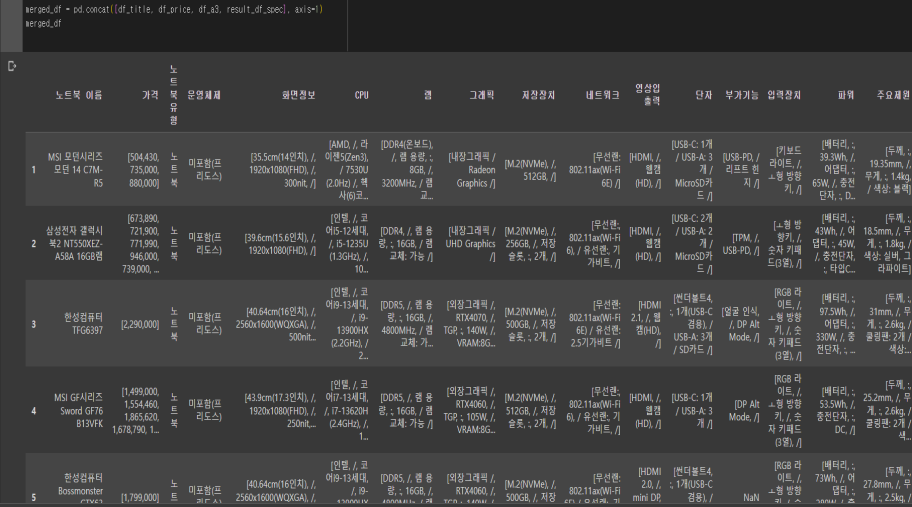 merged_df = pd.concat([df_title, df_price, df_a3, result_df_spec], axis=1)
merged_df
노트북 이름 가격 노트북유형 운영체제 화면정보 CPU 램 그래픽 저장장치 네트워크 영상입출력 단자 부가기능 입력장치 파워 주요제원
1
MSI 모던시리즈
모던 14 C7M-
R5
[504,430,
735,000,
880,000]
노
트
북
미포함(프
리도스)
[35.5cm(14인치), /,
1920x1080(FHD), /,
300nit, /]
[AMD, /, 라
이젠5(Zen3),
/ 7530U
(2.0GHz) /, 헥
사(6)코...
[DDR4(온보드),
/, 램 용량, :,
8GB, /,
3200MHz, / 램
교...
[내장그래픽 /
Radeon
Graphics /]
[M.2(NVMe), /,
512GB, /]
[무선랜:,
802.11ax(Wi-Fi
6E) /]
[HDMI, /,
웹캠
(HD), /]
[USB-C: 1개
/ USB-A: 3
개 /
MicroSD카
드 /]
[USB-PD, /
리프트 힌
지 /]
[키보드
라이트, /,
ㅗ형 방향
키, /]
[배터리, :,
39.3Wh, /,
어댑터, :,
65W, /, 충전
단자, :, D...
[두께, :,
19.35mm, /,
무게, :, 1.4kg,
/ 색상: 블랙]
2
삼성전자 갤럭시
북2 NT550XEZ-
A58A 16GB램
[673,890,
721,900,
771,990,
946,000,
739,000, ...
노
트
북
미포함(프
리도스)
[39.6cm(15.6인치), /,
1920x1080(FHD), /]
[인텔, /, 코
어i5-12세대,
/, i5-1235U
(1.3GHz), /,
10...
[DDR4, /, 램 용
량, :, 16GB, / 램
교체: 가능 /]
[내장그래픽 /
UHD Graphics
/]
[M.2(NVMe), /,
256GB, /, 저장
슬롯, :, 2개, /]
[무선랜:,
802.11ax(Wi-Fi
6), / 유선랜:, 기
가비트, /]
[HDMI, /,
웹캠
(HD), /]
[USB-C: 2개
/ USB-A: 2
개 /
MicroSD카
드 /]
[TPM, /,
USB-PD, /]
[ㅗ형 방
향키, /,
숫자 키패
드(3열), /]
[배터리, :,
43Wh, /, 어
댑터, :, 45W,
/, 충전단자,
:, 타입C...
[두께, :,
18.5mm, /, 무
게, :, 1.8kg, /
색상: 실버, 그
라파이트]
3
한성컴퓨터
TFG6397
[2,290,000]
노
트
북
미포함(프
리도스)
[40.64cm(16인치), /,
2560x1600(WQXGA), /,
500nit...
[인텔, /, 코
어i9-13세대,
/, i9-
13900HX
(2.2GHz), /
2...
[DDR5, /, 램 용
량, :, 16GB, /,
4800MHz, / 램
교체: 가...
[외장그래픽, /,
RTX4070, /,
TGP, :, 140W, /,
VRAM:8G...
[M.2(NVMe), /,
500GB, /, 저장
슬롯, :, 2개, /]
[무선랜:,
802.11ax(Wi-Fi
6E) / 유선랜:,
2.5기가비트 /]
[HDMI
2.1, /, 웹
캠(HD),
/]
[썬더볼트4,
:, 1개(USB-C
겸용), /
USB-A: 3개
/ SD카드 /]
[얼굴 인식,
/, DP Alt
Mode, /]
[RGB 라
이트, /,
ㅗ형 방향
키, /, 숫
자 키패드
(3열), /]
[배터리, :,
97.5Wh, /,
어댑터, :,
330W, /, 충
전단자, :, ...
[두께, :,
31mm, /, 무
게, :, 2.6kg, /
쿨링팬: 2개 /
색상:...
4
MSI GF시리즈
Sword GF76
B13VFK
[1,499,000,
1,554,460,
1,865,620,
1,678,790, 1...
노
트
북
미포함(프
리도스)
[43.9cm(17.3인치), /,
1920x1080(FHD), /,
250nit, ...
[인텔, /, 코
어i7-13세대,
/, i7-13620H
(2.4GHz), /,
1...
[DDR4, /, 램 용
량, :, 16GB, / 램
교체: 가능 /]
[외장그래픽, /,
RTX4060, /,
TGP, :, 105W, /,
VRAM:8G...
[M.2(NVMe), /,
512GB, /, 저장
슬롯, :, 2개, /]
[무선랜:,
802.11ax(Wi-Fi
6), / 유선랜:, 기
가비트, /]
[HDMI, /,
웹캠
(HD), /]
[USB-C: 1개
/ USB-A: 3
개 /]
[DP Alt
Mode, /]
[RGB 라
이트, /,
ㅗ형 방향
키, /, 숫
자 키패드
(3열), /]
[배터리, :,
53.5Wh, /,
충전단자, :,
DC, /]
[두께, :,
25.2mm, /, 무
게, :, 2.6kg, /
쿨링팬: 2개 /
색...
5
한성컴퓨터
Bossmonster
[1,799,000]
노
트
미포함(프
리도스)
[40.64cm(16인치), /,
2560x1600(WQXGA), /,
[인텔, /, 코
어i9-13세대,
/, i9-
[DDR5, /, 램 용
량, :, 16GB, /,
4800MHz, / 램
[외장그래픽, /,
RTX4060, /,
TGP, :, 140W, /,
[M.2(NVMe), /,
500GB, /, 저장
슬롯, :, 2개, /]
[무선랜:,
802.11ax(Wi-Fi
[HDMI
2.0, /,
mini DP,
[썬더볼트4,
:, 1개(USB-C
겸용), /
NaN
[RGB 라
이트, /,
ㅗ형 방향
키, /, 숫
[배터리, :,
73Wh, /, 어
댑터, :,
[두께, :,
27.8mm, /, 무
게, :, 2.5kg, /